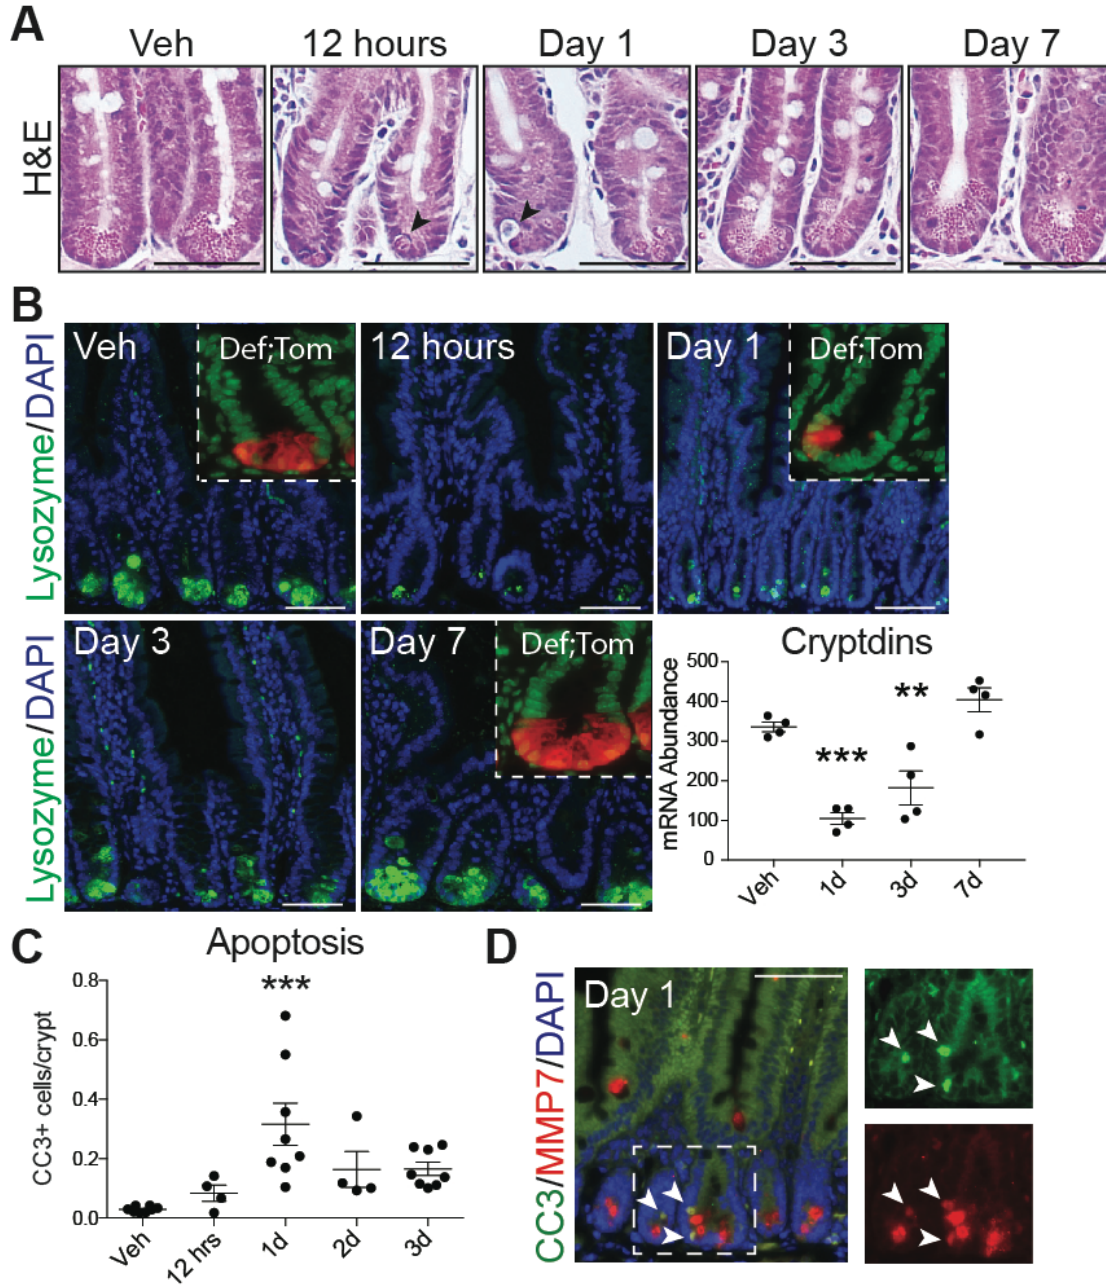 A
Veh
12 hours
Day 1
Day 3
Day 7
H&E
B
Lysozyme/DAPI
Veh
Def;Tom
12 hours
Day 1
Def;Tom
Lysozyme/DAPI
Day 3
Day 7
Def;Tom
Cryptdins
mRNA Abundance
500
400
300
200
100
0
***
**
Veh
1d
3d
7d
C
Apoptosis
CC3+ cells/crypt
0.8
0.6
0.4
0.2
0.0
***
Veh
12 hrs
1d
2d
3d
D
CC3/MMP7/DAPI
Day 1